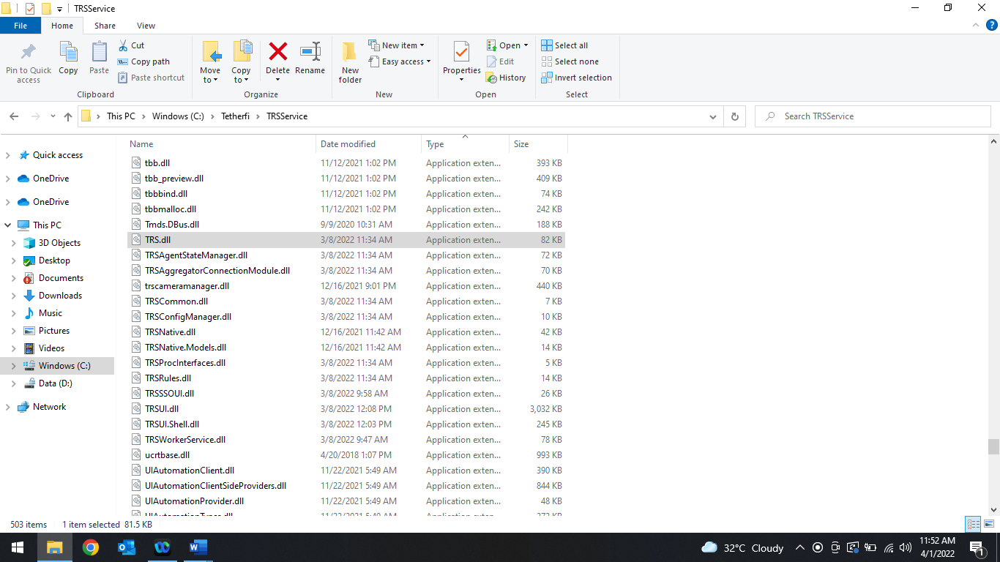 TRSService
File Home Share View
Pin to Quick access
Copy
Paste
Cut
Copy path
Paste shortcut
Clipboard
Move to
Copy to
Delete
Rename
Organize
New folder
New item
Easy access
New
Properties
Open
Edit
History
Open
Select all
Select none
Invert selection
Select
This PC > Windows (C:) > Tetherfi > TRSService
Search TRSService
Quick access
OneDrive
OneDrive
This PC
3D Objects
Desktop
Documents
Downloads
Music
Pictures
Videos
Windows (C:)
Data (D:)
Network
Name Date modified Type Size
tbb.dll 11/12/2021 1:02 PM Application exten... 393 KB
tbb_preview.dll 11/12/2021 1:02 PM Application exten... 409 KB
tbbbind.dll 11/12/2021 1:02 PM Application exten... 74 KB
tbbmalloc.dll 11/12/2021 1:02 PM Application exten... 242 KB
Tmds.DBus.dll 9/9/2020 10:31 AM Application exten... 188 KB
TRS.dll 3/8/2022 11:34 AM Application exten... 82 KB
TRSAgentStateManager.dll 3/8/2022 11:34 AM Application exten... 72 KB
TRSAggregatorConnectionModule.dll 3/8/2022 11:34 AM Application exten... 70 KB
trscameramanager.dll 12/16/2021 9:01 PM Application exten... 440 KB
TRSCommon.dll 3/8/2022 11:34 AM Application exten... 7 KB
TRSConfigManager.dll 3/8/2022 11:34 AM Application exten... 10 KB
TRSNative.dll 12/16/2021 11:42 AM Application exten... 42 KB
TRSNative.Models.dll 12/16/2021 11:42 AM Application exten... 14 KB
TRSProcInterfaces.dll 3/8/2022 11:34 AM Application exten... 5 KB
TRSRules.dll 3/8/2022 11:34 AM Application exten... 14 KB
TRSSSOUI.dll 3/8/2022 9:58 AM Application exten... 26 KB
TRSUI.dll 3/8/2022 12:08 PM Application exten... 3,032 KB
TRSUI.Shell.dll 3/8/2022 12:03 PM Application exten... 245 KB
TRSWorkerService.dll 3/8/2022 9:47 AM Application exten... 78 KB
ucrtbase.dll 4/20/2018 1:07 PM Application exten... 993 KB
UIAutomationClient.dll 11/22/2021 5:49 AM Application exten... 390 KB
UIAutomationClientSideProviders.dll 11/22/2021 5:49 AM Application exten... 844 KB
UIAutomationProvider.dll 11/22/2021 5:49 AM Application exten... 48 KB
503 items 1 item selected 81.5 KB
32°C Cloudy
11:52 AM
4/1/2022
1